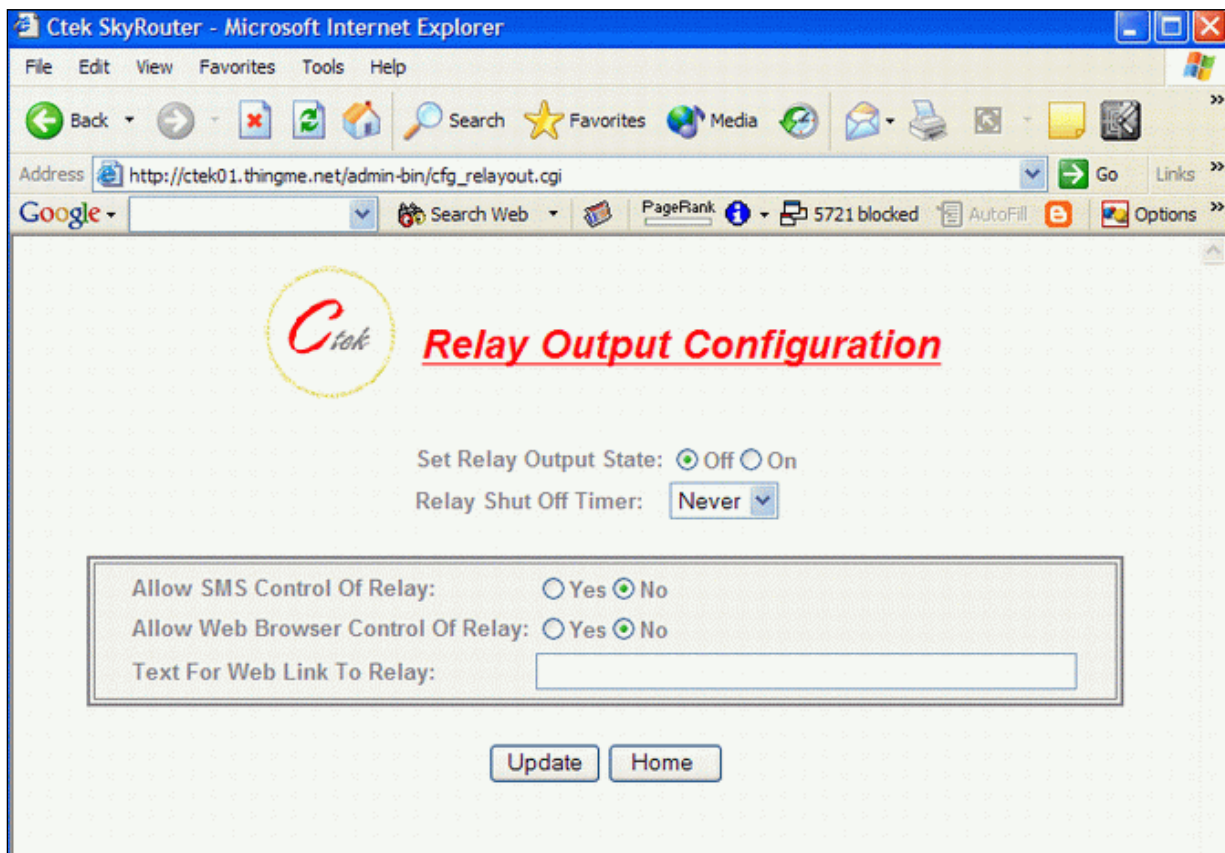 Ctek SkyRouter - Microsoft Internet Explorer
File Edit View Favorites Tools Help
Back Search Favorites Media »
Address http://ctek01.thingme.net/admin-bin/cfg_relayout.cgi Go Links »
Google Search Web PageRank 5721 blocked AutoFill Options »
Ctek
Relay Output Configuration
Set Relay Output State: Off On
Relay Shut Off Timer: Never
Allow SMS Control Of Relay: Yes No
Allow Web Browser Control Of Relay: Yes No
Text For Web Link To Relay:
Update Home